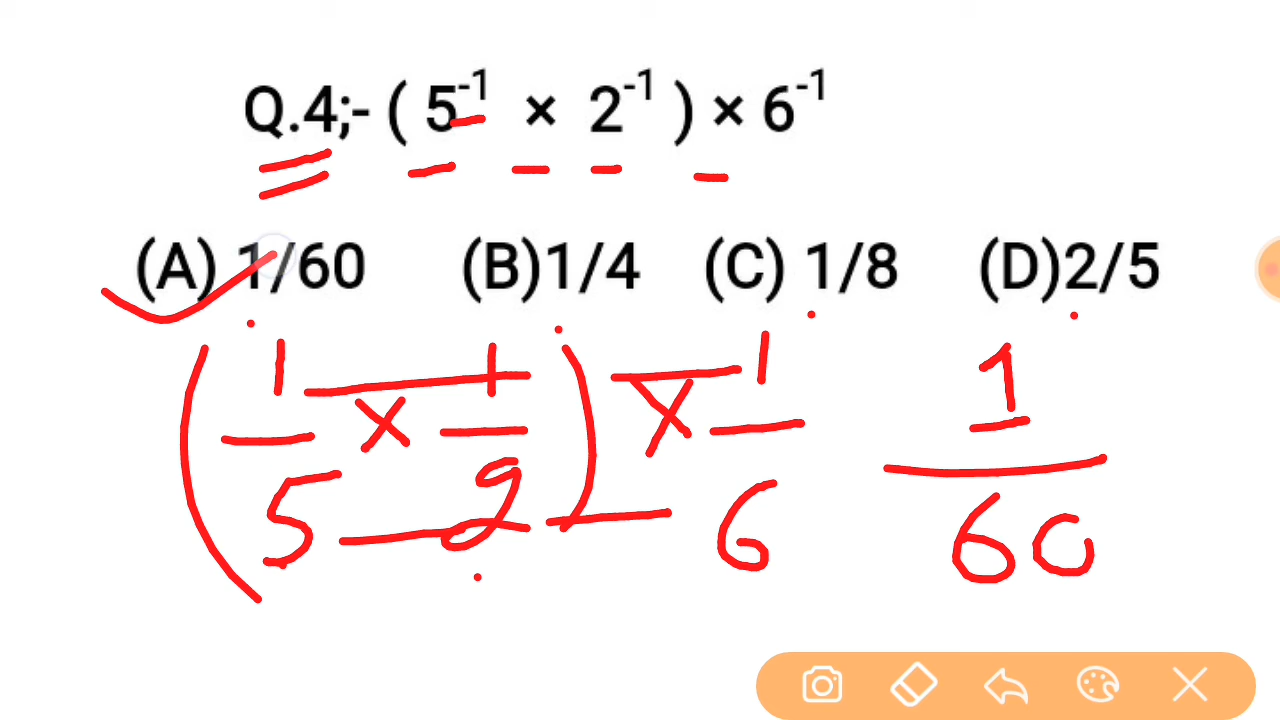 Q.4;- ( 5⁻¹ × 2⁻¹ ) × 6⁻¹
(A) 1/60 (B)1/4 (C) 1/8 (D)2/5
(1/5 × 1/2) × 1/6 1/60